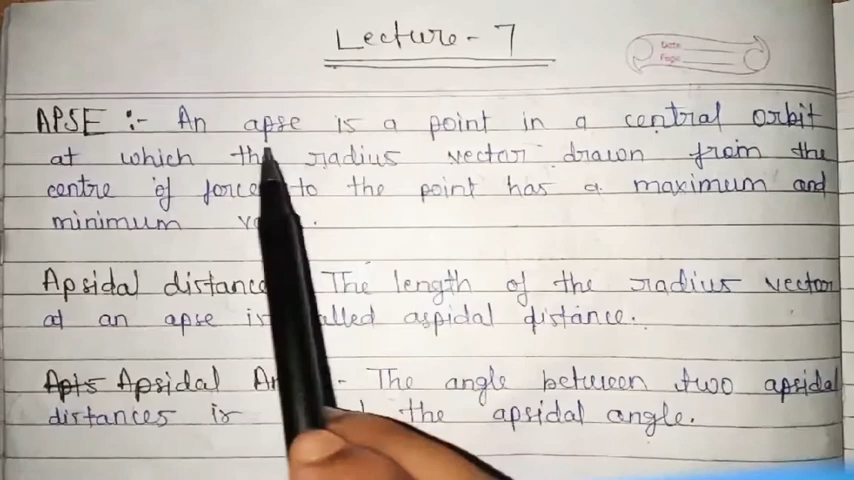 Lecture - 7
Date
Page
APSE :- An apse is a point in a central orbit
at which the radius vector drawn from the
centre of force to the point has a maximum and
minimum
Apsidal distance The length of the radius vector
at an apse is called aspidal distance.
Apsidal - The angle between two apsidal
distances is the apsidal angle.